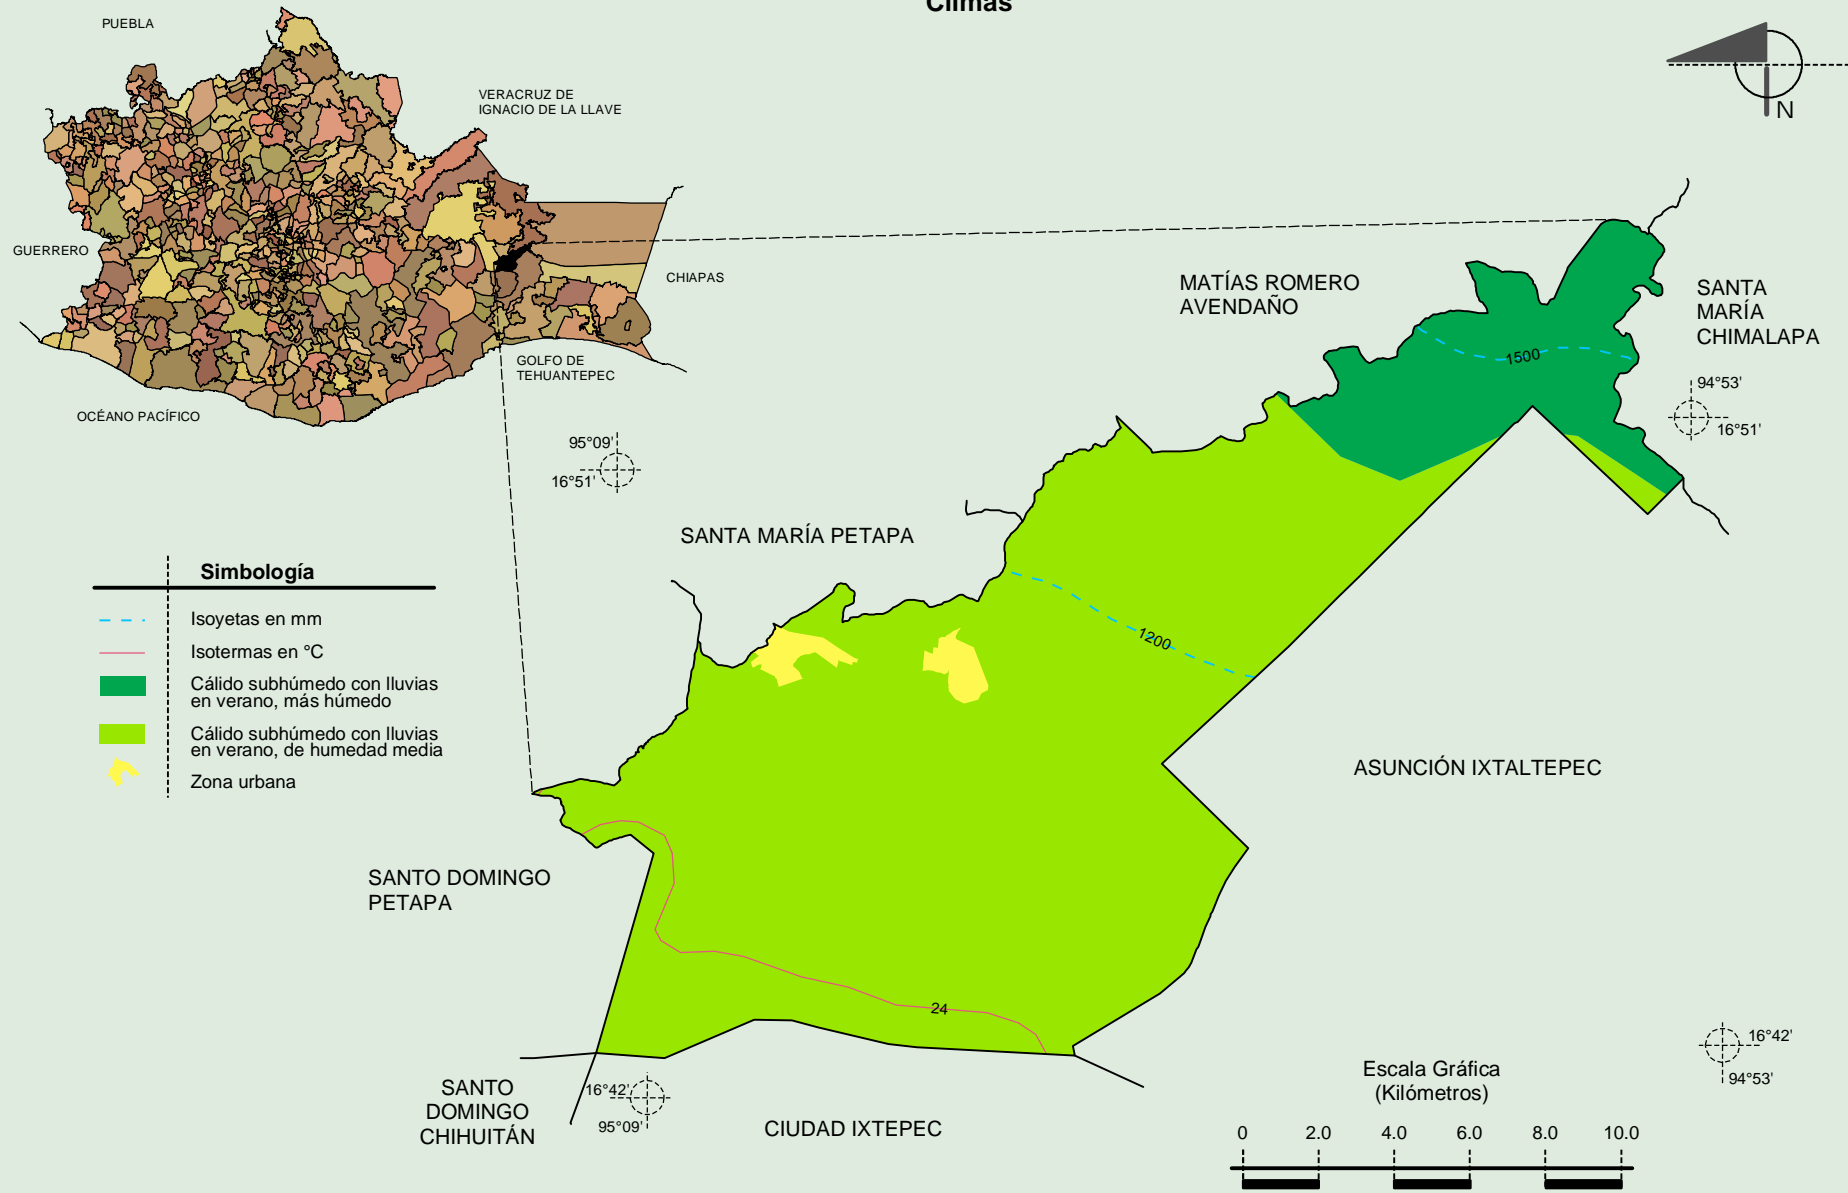 Climas
PUEBLA
VERACRUZ DE
IGNACIO DE LA LLAVE
N
GUERRERO
CHIAPAS
GOLFO DE
TEHUANTEPEC
OCÉANO PACÍFICO
MATÍAS ROMERO
AVENDAÑO
SANTA
MARÍA
CHIMALAPA
1500
94°53'
16°51'
95°09'
16°51'
SANTA MARÍA PETAPA
1200
Simbología
Isoyetas en mm
Isotermas en °C
Cálido subhúmedo con lluvias
en verano, más húmedo
Cálido subhúmedo con lluvias
en verano, de humedad media
Zona urbana
ASUNCIÓN IXTALTEPEC
SANTO DOMINGO
PETAPA
24
16°42'
94°53'
SANTO
DOMINGO
CHIHUITÁN
16°42'
95°09'
CIUDAD IXTEPEC
Escala Gráfica
(Kilómetros)
0 2.0 4.0 6.0 8.0 10.0